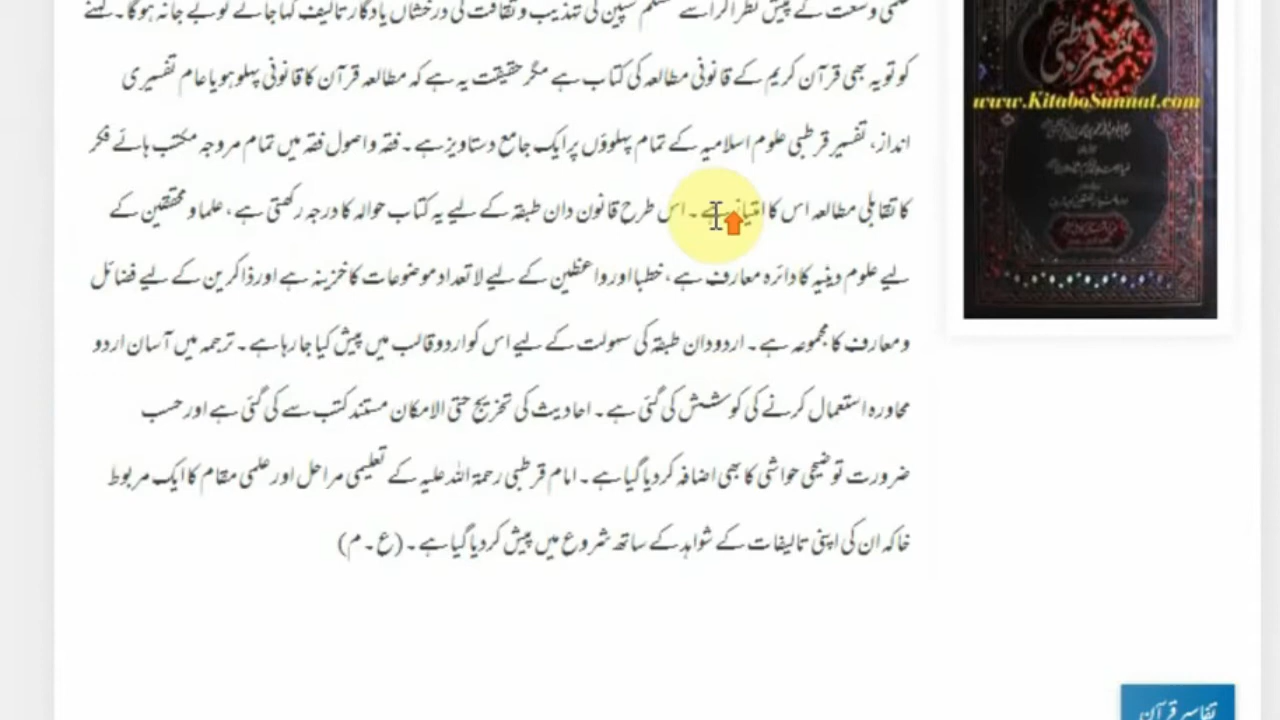 علمی وسعت کے پیش نظر اگر اسے مسلم سپین کی تہذیب و ثقافت کی درخشاں یادگار تالیف کہا جائے تو بے جا نہ ہوگا۔ کہنے
کو تو یہ بھی قرآن کریم کے قانونی مطالعہ کی کتاب ہے مگر حقیقت یہ ہے کہ مطالعہ قرآن کا قانونی پہلو ہو یا عام تفسیری
انداز، تفسیر قرطبی علوم اسلامیہ کے تمام پہلوؤں پر ایک جامع دستاویز ہے۔ فقہ و اصول فقہ میں تمام مروجہ مکتب ہائے فکر
کا تقابلی مطالعہ اس کا امتیاز ہے۔ اس طرح قانون دان طبقہ کے لیے یہ کتاب حوالہ کا درجہ رکھتی ہے، علما و محققین کے
لیے علوم دینیہ کا دائرہ معارف ہے، خطبا اور واعظین کے لیے لا تعداد موضوعات کا خزینہ ہے اور ذاکرین کے لیے فضائل
و معارف کا مجموعہ ہے۔ اردو دان طبقہ کی سہولت کے لیے اس کو اردو قالب میں پیش کیا جا رہا ہے۔ ترجمہ میں آسان اردو
محاورہ استعمال کرنے کی کوشش کی گئی ہے۔ احادیث کی تخریج حتی الامکان مستند کتب سے کی گئی ہے اور حسب
ضرورت توضیحی حواشی کا بھی اضافہ کر دیا گیا ہے۔ امام قرطبی رحمۃ اللہ علیہ کے تعلیمی مراحل اور علمی مقام کا ایک مربوط
خاکہ ان کی اپنی تالیفات کے شواہد کے ساتھ شروع میں پیش کر دیا گیا ہے۔ (ع۔م)
تفسیر قرطبی
www.KitaboSunnat.com
تفاسیر قرآن